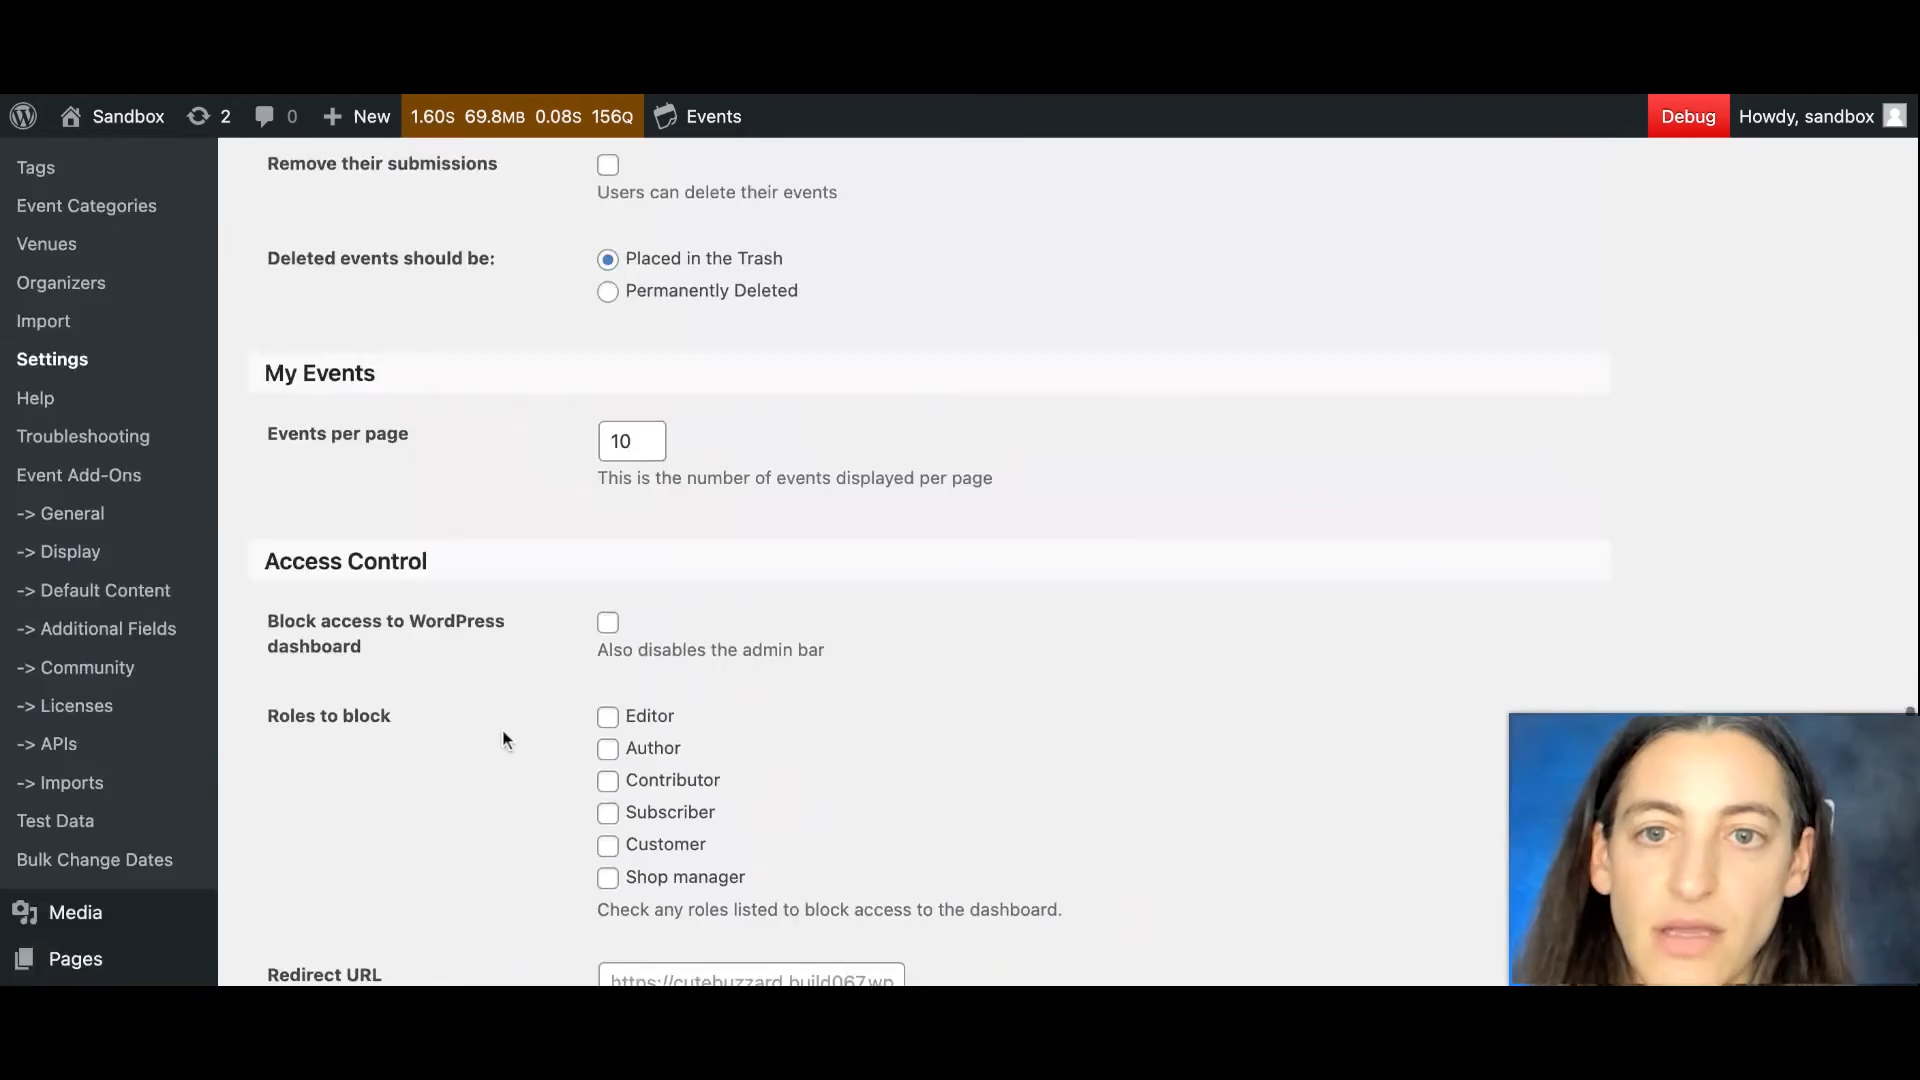 Sandbox 2 0 New 1.60S 69.8MB 0.08S 156Q Events Debug Howdy, sandbox
Tags
Event Categories
Venues
Organizers
Import
Settings
Help
Troubleshooting
Event Add-Ons
-> General
-> Display
-> Default Content
-> Additional Fields
-> Community
-> Licenses
-> APIs
-> Imports
Test Data
Bulk Change Dates
Media
Pages
Remove their submissions
Users can delete their events
Deleted events should be:
Placed in the Trash
Permanently Deleted
My Events
Events per page
10
This is the number of events displayed per page
Access Control
Block access to WordPress
dashboard
Also disables the admin bar
Roles to block
Editor
Author
Contributor
Subscriber
Customer
Shop manager
Check any roles listed to block access to the dashboard.
Redirect URL
https://cutebuzzard.build067.wp